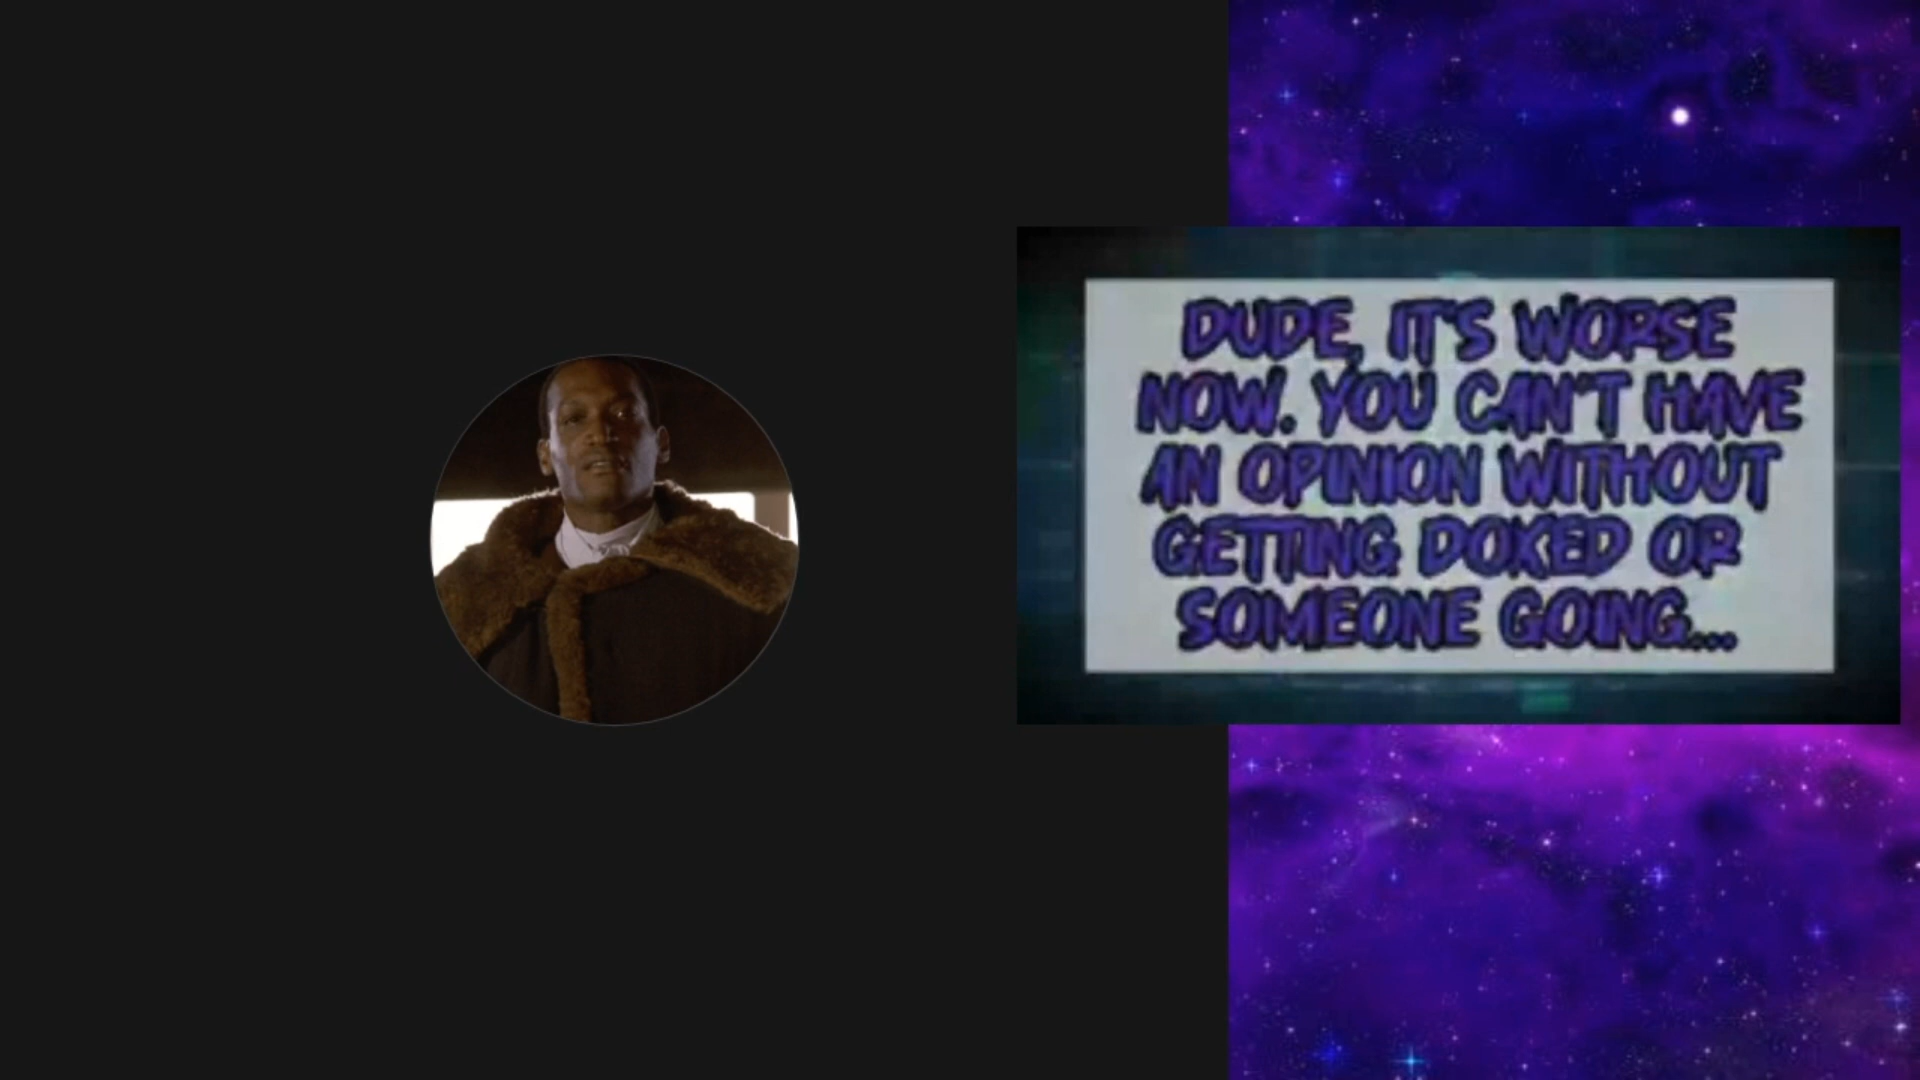 DUDE, IT'S WORSE
NOW. YOU CAN'T HAVE
AN OPINION WITHOUT
GETTING DOXED OR
SOMEONE GOING...